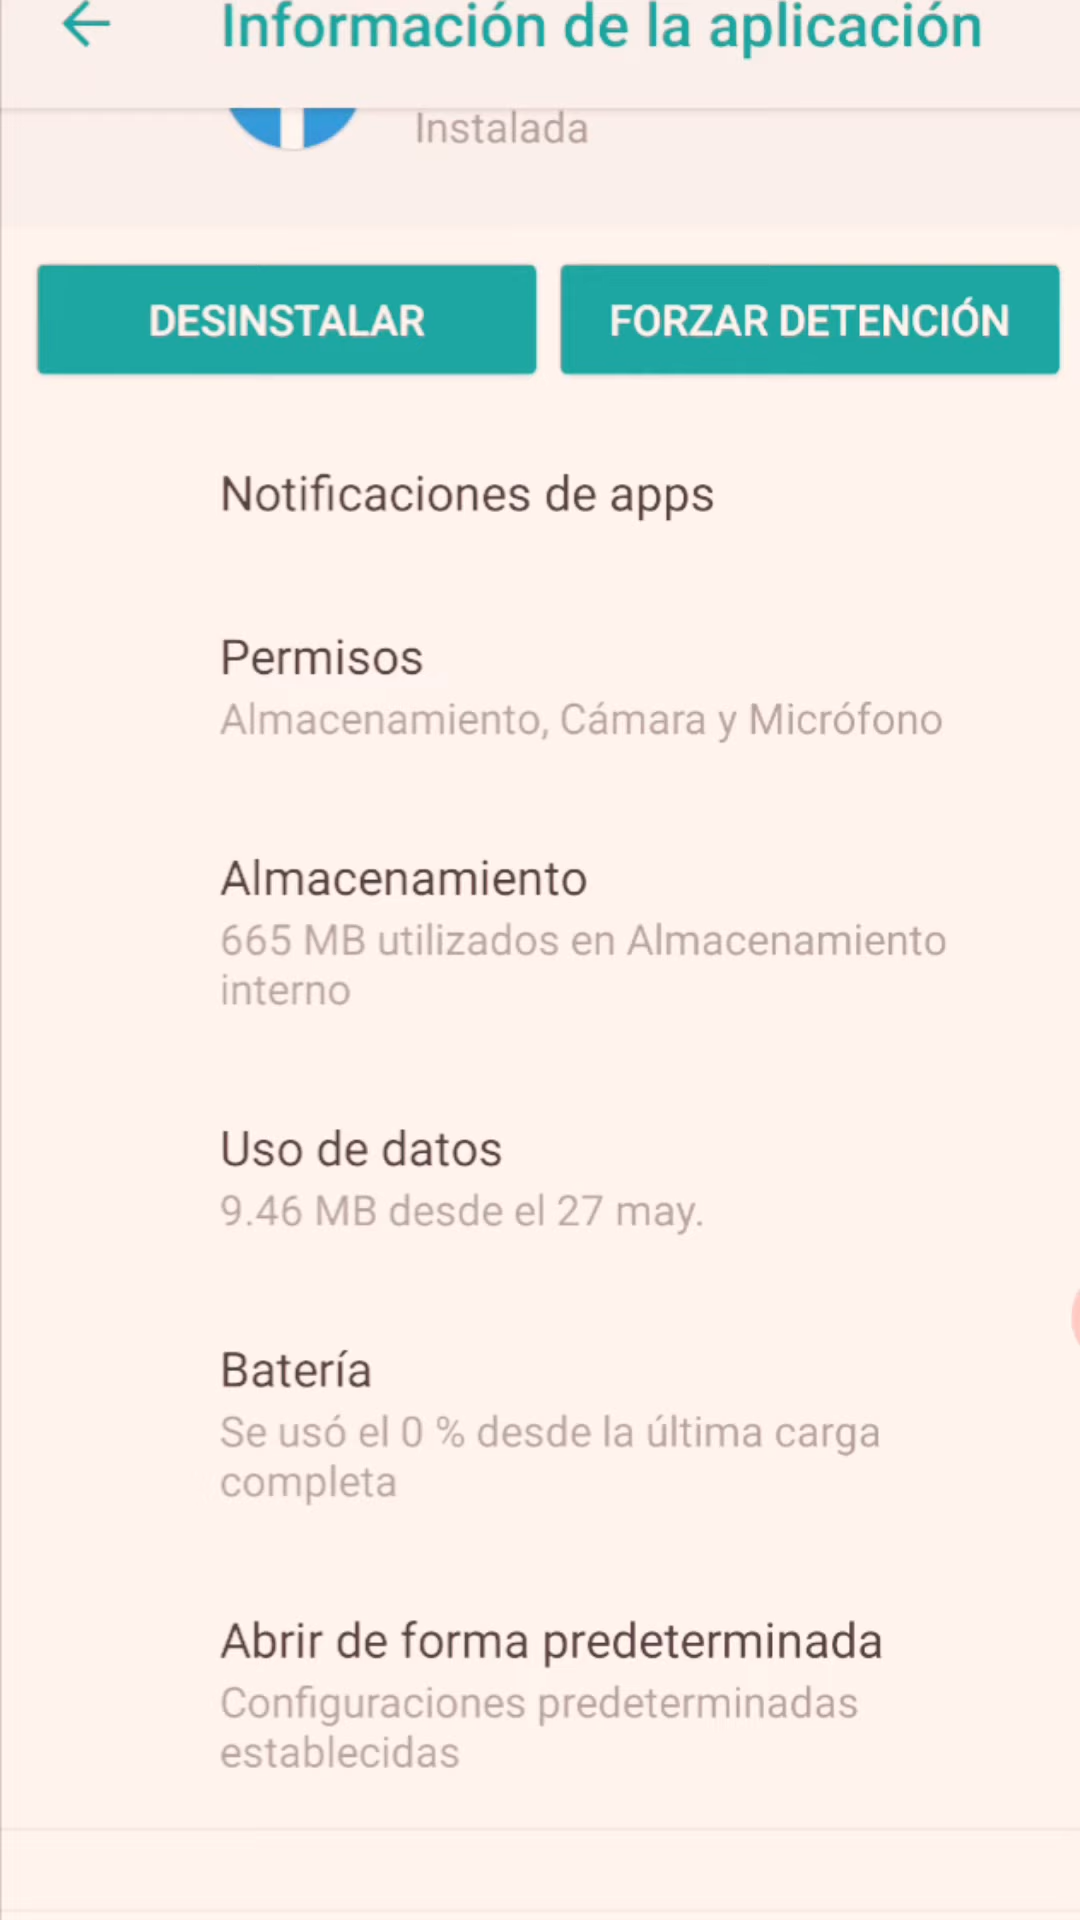 Información de la aplicación
Instalada
DESINSTALAR
FORZAR DETENCIÓN
Notificaciones de apps
Permisos
Almacenamiento, Cámara y Micrófono
Almacenamiento
665 MB utilizados en Almacenamiento
interno
Uso de datos
9.46 MB desde el 27 may.
Batería
Se usó el 0 % desde la última carga
completa
Abrir de forma predeterminada
Configuraciones predeterminadas
establecidas